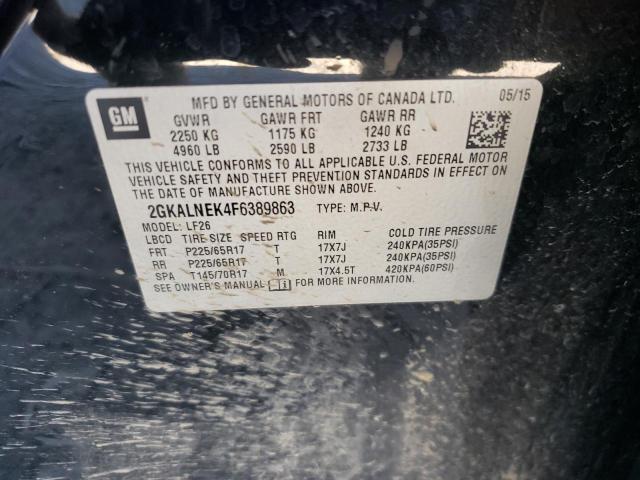 GM
MFD BY GENERAL MOTORS OF CANADA LTD. 05/15
GVWR GAWR FRT GAWR RR
2250 KG 1175 KG 1240 KG
4960 LB 2590 LB 2733 LB
THIS VEHICLE CONFORMS TO ALL APPLICABLE U.S. FEDERAL MOTOR
VEHICLE SAFETY AND THEFT PREVENTION STANDARDS IN EFFECT ON
THE DATE OF MANUFACTURE SHOWN ABOVE.
2GKALNEK4F6389863 TYPE: M.P.V.
MODEL: LF26
LBCD TIRE SIZE SPEED RTG RIM COLD TIRE PRESSURE
FRT P225/65R17 T 17X7J 240KPA(35PSI)
RR P225/65R17 T 17X7J 240KPA(35PSI)
SPA T145/70R17 M 17X4.5T 420KPA(60PSI)
SEE OWNER'S MANUAL i FOR MORE INFORMATION.